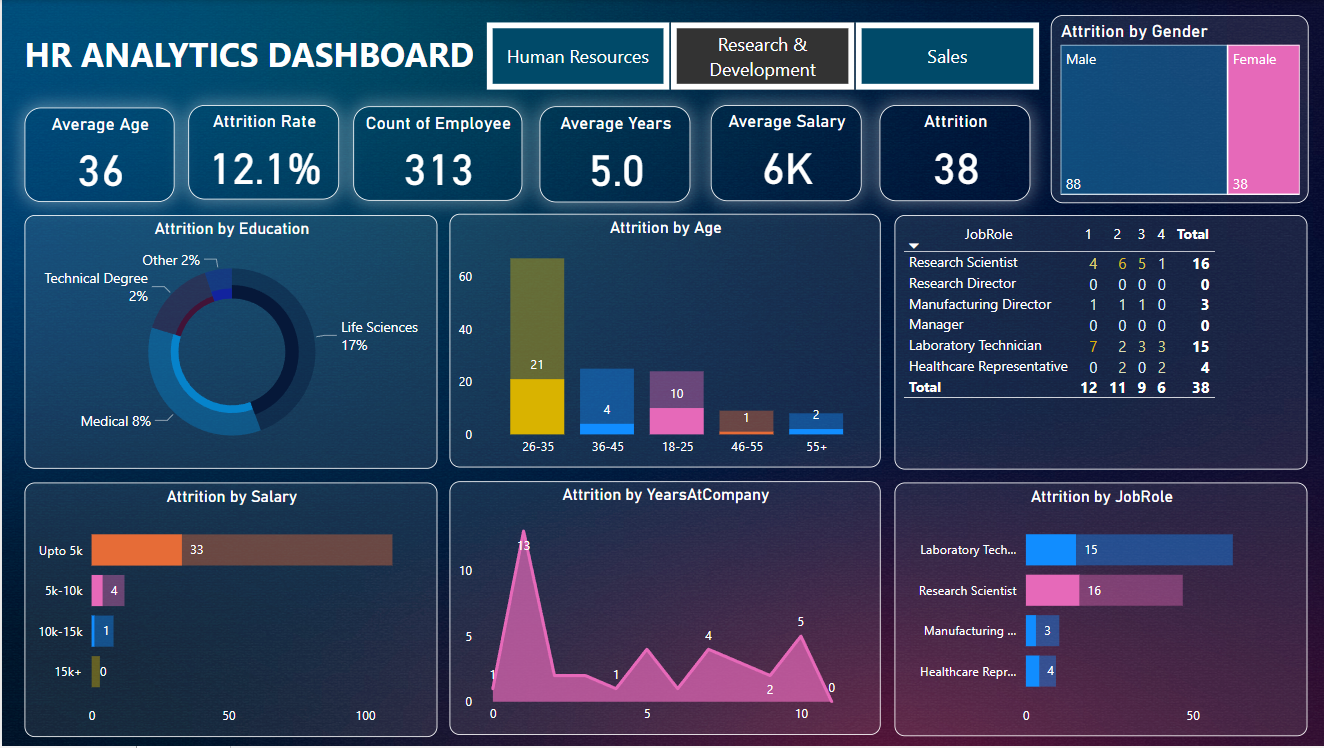 HR ANALYTICS DASHBOARD
Human Resources
Research &
Development
Sales
Attrition by Gender
Male
Female
88
38
Average Age
36
Attrition Rate
12.1%
Count of Employee
313
Average Years
5.0
Average Salary
6K
Attrition
38
Attrition by Education
Other 2%
Technical Degree
2%
Life Sciences
17%
Medical 8%
Attrition by Age
60
40
20
0
21
4
10
1
2
26-35
36-45
18-25
46-55
55+
JobRole 1 2 3 4 Total
Research Scientist 4 6 5 1 16
Research Director 0 0 0 0 0
Manufacturing Director 1 1 1 0 3
Manager 0 0 0 0 0
Laboratory Technician 7 2 3 3 15
Healthcare Representative 0 2 0 2 4
Total 12 11 9 6 38
Attrition by Salary
Upto 5k 33
5k-10k 4
10k-15k 1
15k+ 0
0 50 100
Attrition by YearsAtCompany
10
5
0
1
13
1
4
2
5
0
0 5 10
Attrition by JobRole
Laboratory Tech... 15
Research Scientist 16
Manufacturing ... 3
Healthcare Repr... 4
0 50